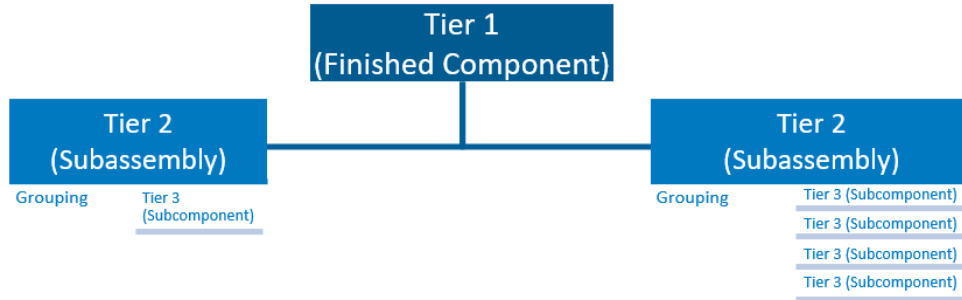 Tier 1
(Finished Component)
Tier 2
(Subassembly)
Grouping
Tier 3
(Subcomponent)
Tier 2
(Subassembly)
Grouping
Tier 3 (Subcomponent)
Tier 3 (Subcomponent)
Tier 3 (Subcomponent)
Tier 3 (Subcomponent)